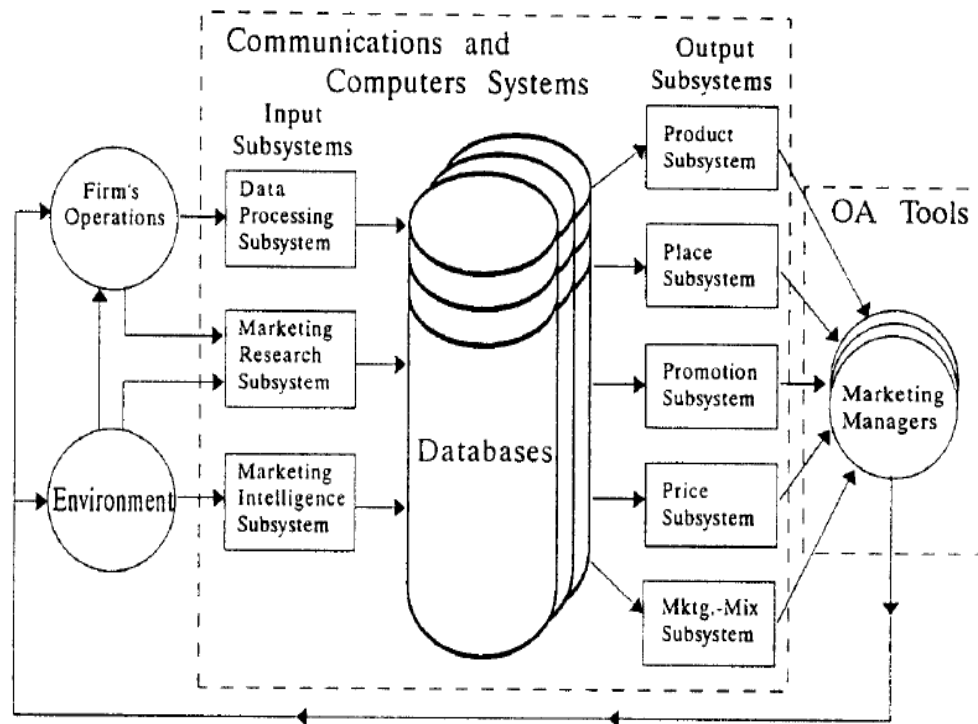 Communications and
Computers Systems
Output
Subsystems
Input
Subsystems
Firm's
Operations
Data
Processing
Subsystem
Marketing
Research
Subsystem
Environment
Marketing
Intelligence
Subsystem
Databases
Product
Subsystem
Place
Subsystem
Promotion
Subsystem
Price
Subsystem
Mktg.-Mix
Subsystem
OA Tools
Marketing
Managers